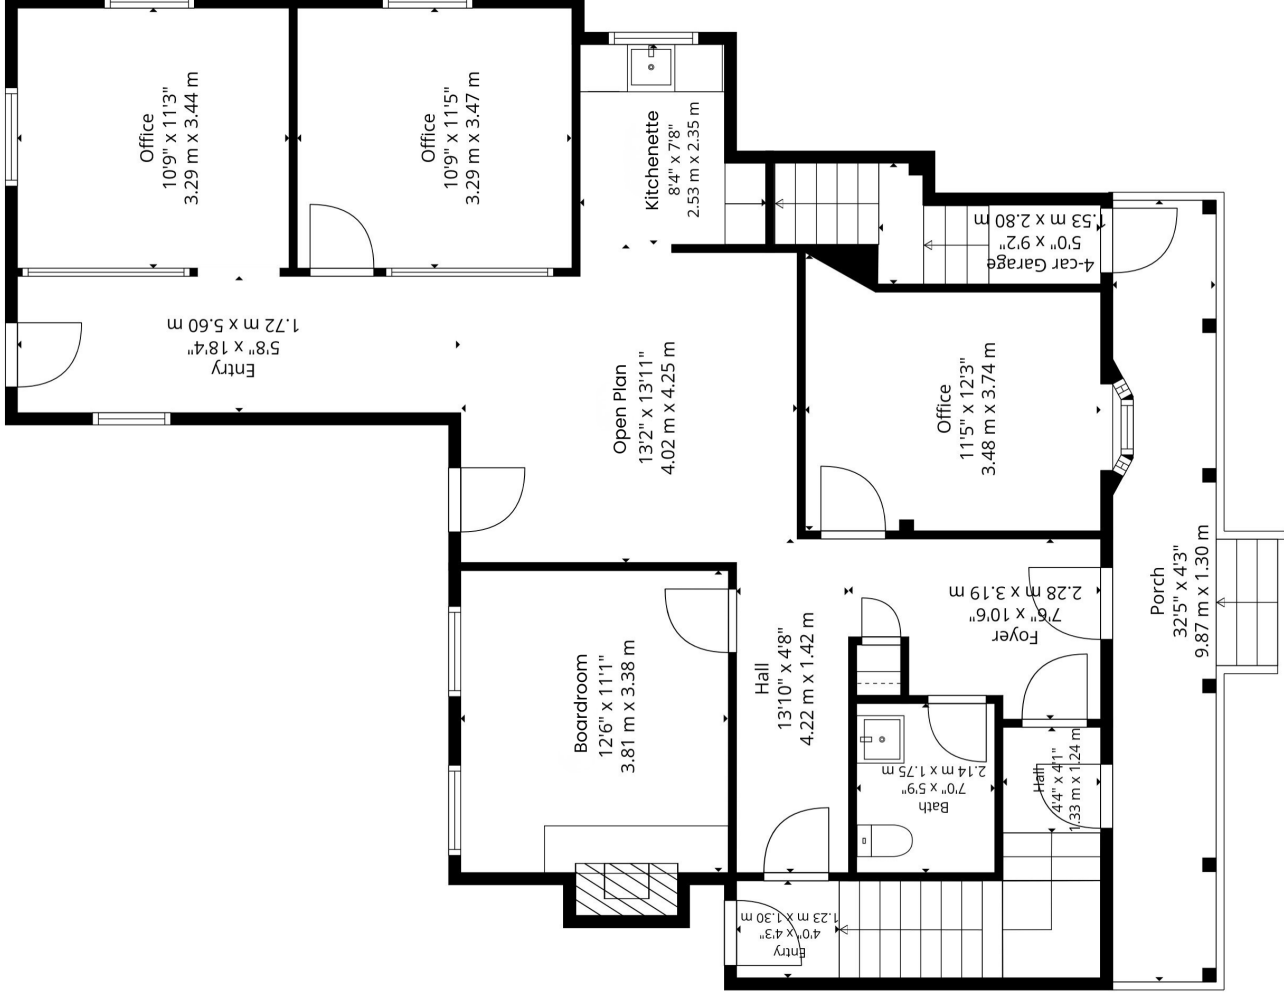 Office
10'9" x 11'3"
3.29 m x 3.44 m
Office
10'9" x 11'5"
3.29 m x 3.47 m
Kitchenette
8'4" x 7'8"
2.53 m x 2.35 m
4-car Garage
5'0" x 9'2"
1.53 m x 2.80 m
Entry
5'8" x 18'4"
1.72 m x 5.60 m
Open Plan
13'2" x 13'11"
4.02 m x 4.25 m
Office
11'5" x 12'3"
3.48 m x 3.74 m
Porch
32'5" x 4'3"
9.87 m x 1.30 m
Foyer
7'6" x 10'6"
2.28 m x 3.19 m
Boardroom
12'6" x 11'1"
3.81 m x 3.38 m
Hall
13'10" x 4'8"
4.22 m x 1.42 m
Bath
7'0" x 5'9"
2.14 m x 1.75 m
Hall
4'4" x 4'1"
1.33 m x 1.24 m
Entry
4'0" x 4'3"
1.23 m x 1.30 m